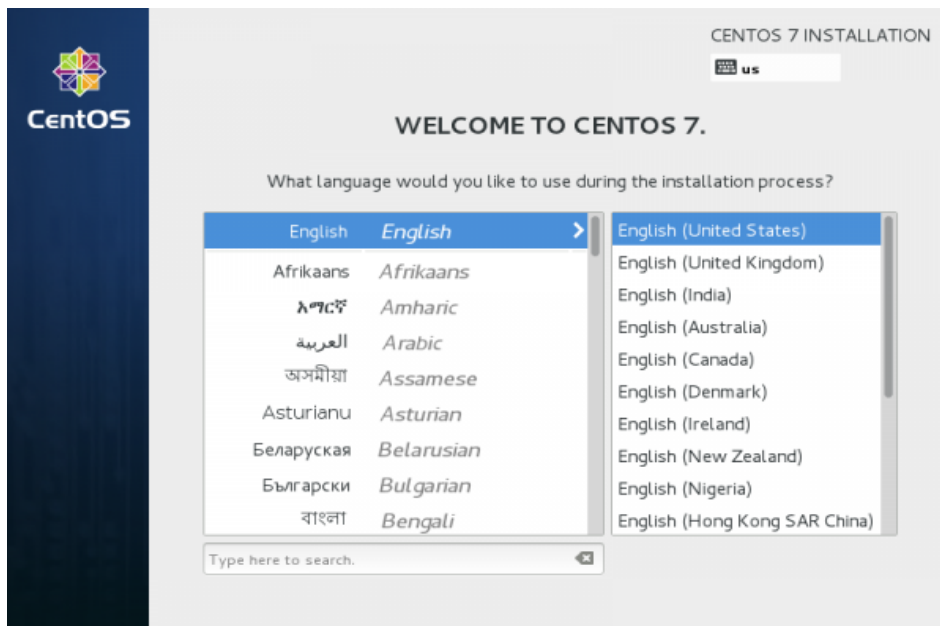 CENTOS 7 INSTALLATION
us
CentOS
WELCOME TO CENTOS 7.
What language would you like to use during the installation process?
English English
Afrikaans Afrikaans
አማርኛ Amharic
العربية Arabic
অসমীয়া Assamese
Asturianu Asturian
Беларуская Belarusian
Български Bulgarian
বাংলা Bengali
Type here to search.
English (United States)
English (United Kingdom)
English (India)
English (Australia)
English (Canada)
English (Denmark)
English (Ireland)
English (New Zealand)
English (Nigeria)
English (Hong Kong SAR China)